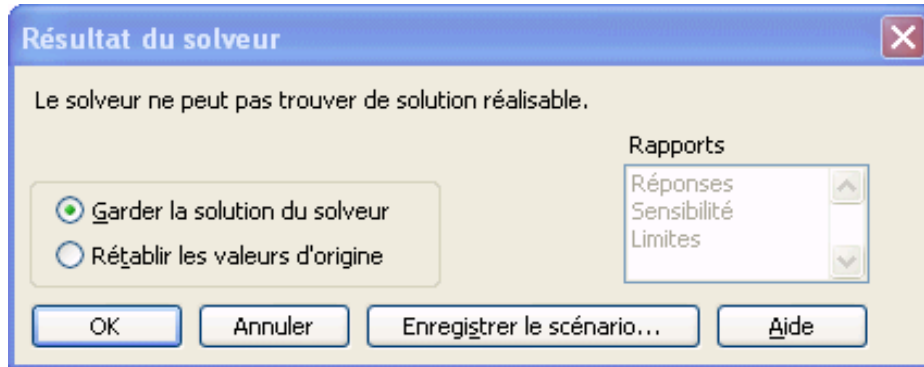 Résultat du solveur
Le solveur ne peut pas trouver de solution réalisable.
Rapports
Réponses
Sensibilité
Limites
Garder la solution du solveur
Rétablir les valeurs d'origine
OK
Annuler
Enregistrer le scénario...
Aide